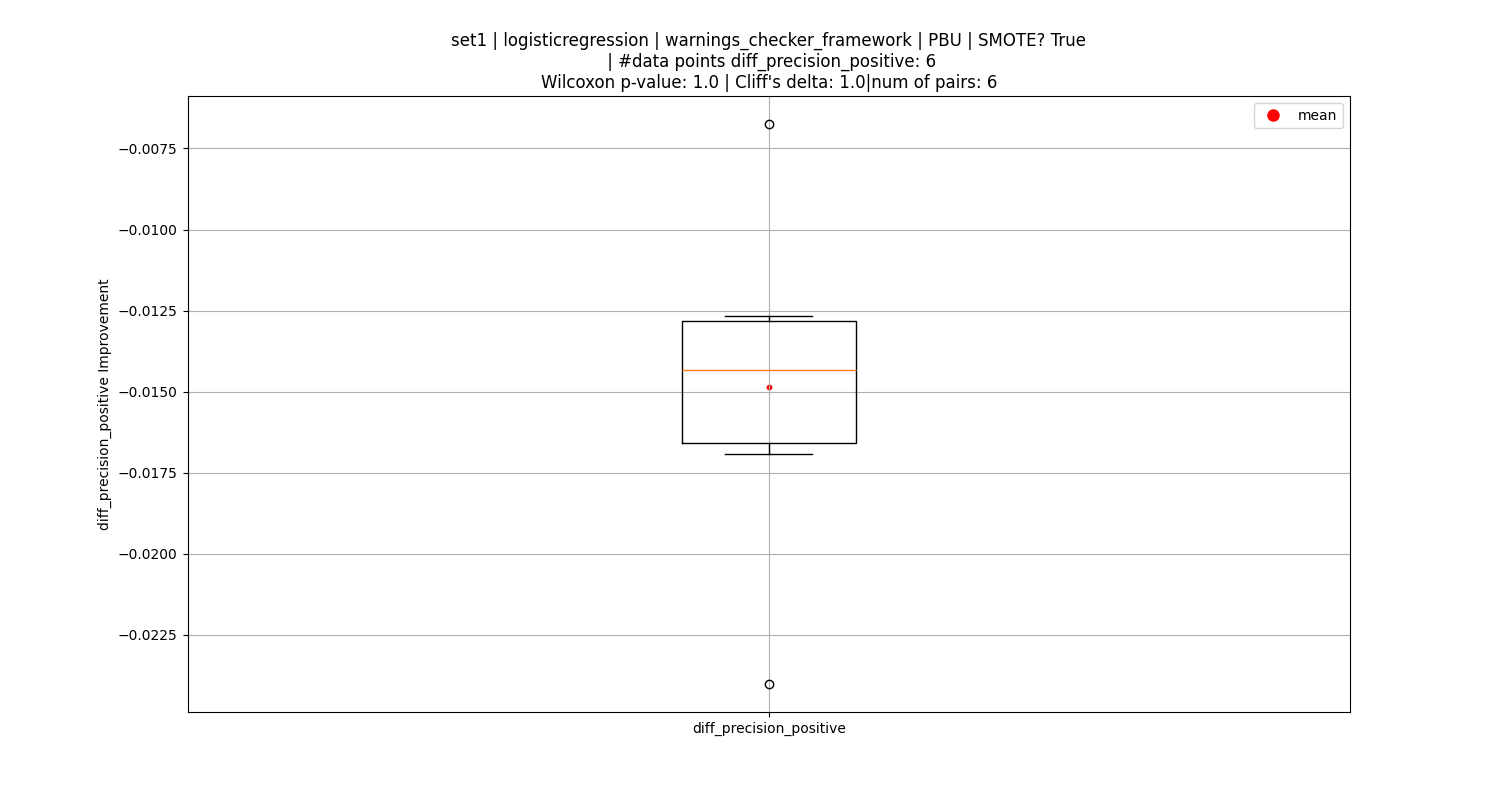 set1 | logisticregression | warnings_checker_framework | PBU | SMOTE? True
| #data points diff_precision_positive: 6
Wilcoxon p-value: 1.0 | Cliff's delta: 1.0|num of pairs: 6
mean
−0.0075
−0.0100
−0.0125
−0.0150
−0.0175
−0.0200
−0.0225
diff_precision_positive Improvement
diff_precision_positive